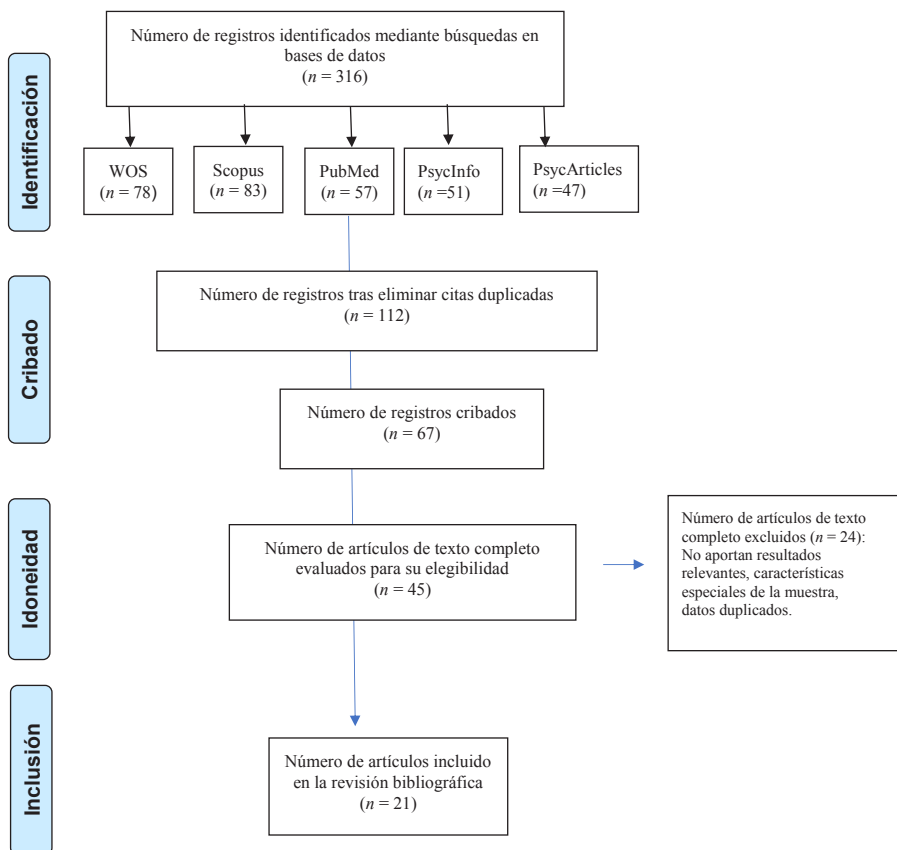 Número de registros identificados mediante búsquedas en
bases de datos
(n = 316)
Identificación
WOS
(n = 78)
Scopus
(n = 83)
PubMed
(n = 57)
PsycInfo
(n =51)
PsycArticles
(n =47)
Cribado
Número de registros tras eliminar citas duplicadas
(n = 112)
Número de registros cribados
(n = 67)
Idoneidad
Número de artículos de texto completo
evaluados para su elegibilidad
(n = 45)
Número de artículos de texto
completo excluidos (n = 24):
No aportan resultados
relevantes, características
especiales de la muestra,
datos duplicados.
Inclusión
Número de artículos incluido
en la revisión bibliográfica
(n = 21)